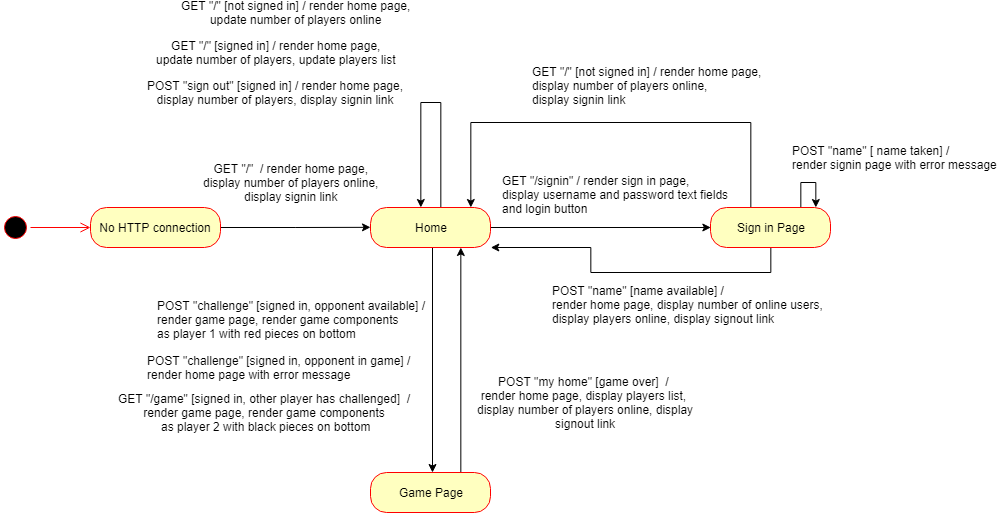 GET "/" [not signed in] / render home page,
update number of players online
GET "/" [signed in] / render home page,
update number of players, update players list
POST "sign out" [signed in] / render home page,
display number of players, display signin link
GET "/" [not signed in] / render home page,
display number of players online,
display signin link
POST "name" [ name taken] /
render signin page with error message
GET "/"  / render home page,
display number of players online,
display signin link
GET "/signin" / render sign in page,
display username and password text fields
and login button
No HTTP connection
Home
Sign in Page
POST "name" [name available] /
render home page, display number of online users,
display players online, display signout link
POST "challenge" [signed in, opponent available] /
render game page, render game components
as player 1 with red pieces on bottom
POST "challenge" [signed in, opponent in game] /
render home page with error message
GET "/game" [signed in, other player has challenged]  /
render game page, render game components
as player 2 with black pieces on bottom
POST "my home" [game over]  /
render home page, display players list,
display number of players online, display
signout link
Game Page